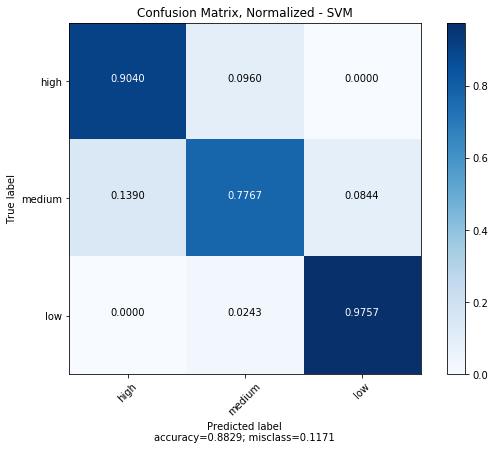 Confusion Matrix, Normalized - SVM
True label
high
0.9040 0.0960 0.0000
medium
0.1390 0.7767 0.0844
low
0.0000 0.0243 0.9757
high
medium
low
Predicted label
accuracy=0.8829; misclass=0.1171
0.8
0.6
0.4
0.2
0.0